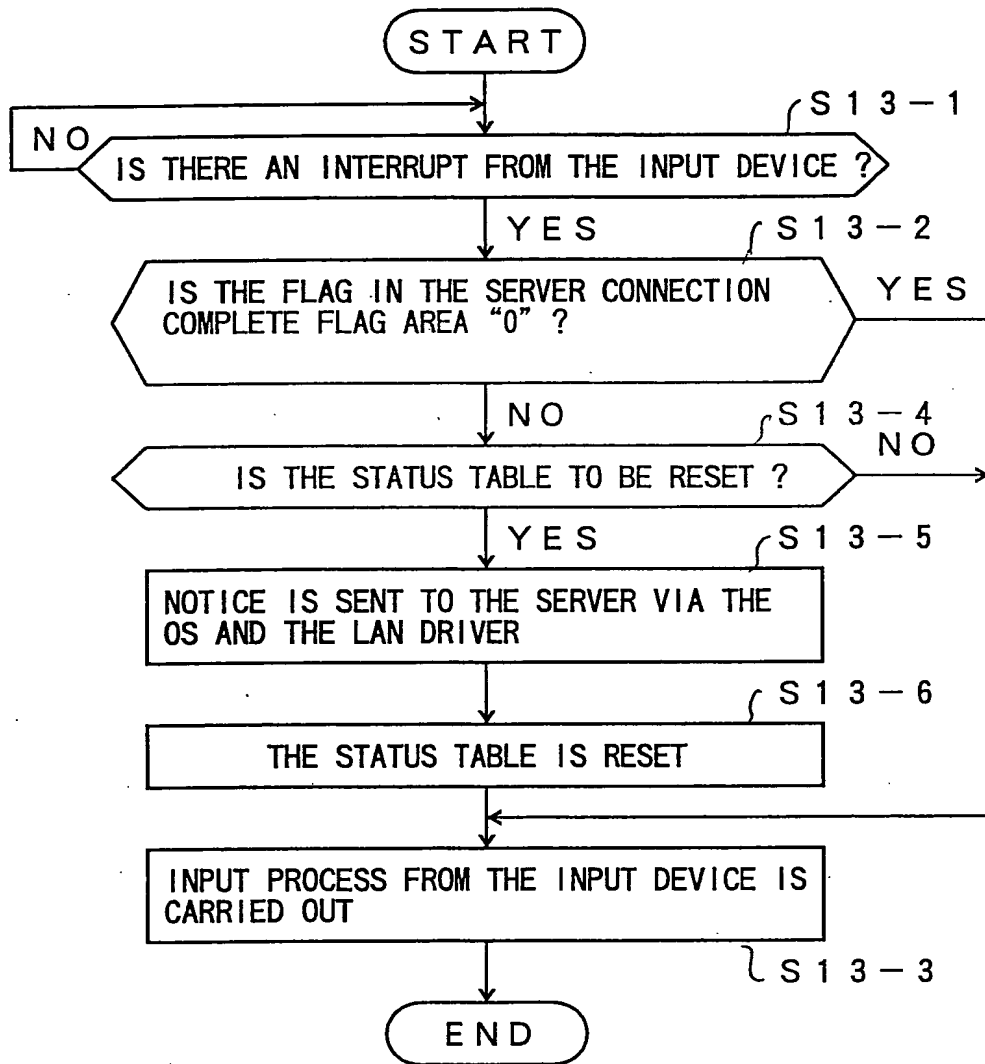 START
S13-1
NO
IS THERE AN INTERRUPT FROM THE INPUT DEVICE ?
YES
S13-2
IS THE FLAG IN THE SERVER CONNECTION
COMPLETE FLAG AREA “0” ?
YES
NO
S13-4
NO
IS THE STATUS TABLE TO BE RESET ?
YES
S13-5
NOTICE IS SENT TO THE SERVER VIA THE
OS AND THE LAN DRIVER
S13-6
THE STATUS TABLE IS RESET
INPUT PROCESS FROM THE INPUT DEVICE IS
CARRIED OUT
S13-3
END